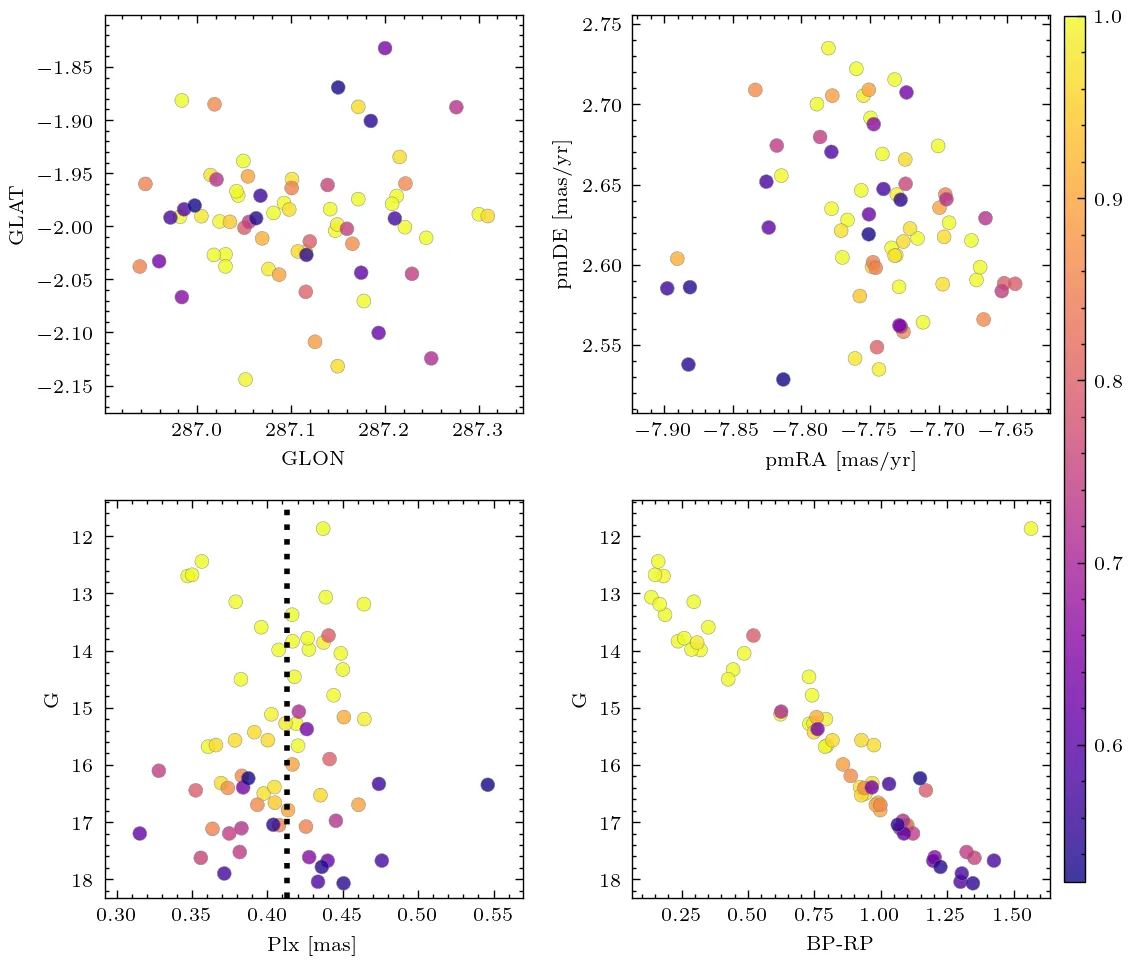 −1.85
−1.90
−1.95
−2.00
−2.05
−2.10
−2.15
GLAT
287.0 287.1 287.2 287.3
GLON
2.75
2.70
2.65
2.60
2.55
pmDE [mas/yr]
−7.90 −7.85 −7.80 −7.75 −7.70 −7.65
pmRA [mas/yr]
1.0
0.9
0.8
0.7
0.6
12
13
14
15
16
17
18
G
0.30 0.35 0.40 0.45 0.50 0.55
Plx [mas]
12
13
14
15
16
17
18
G
0.25 0.50 0.75 1.00 1.25 1.50
BP-RP